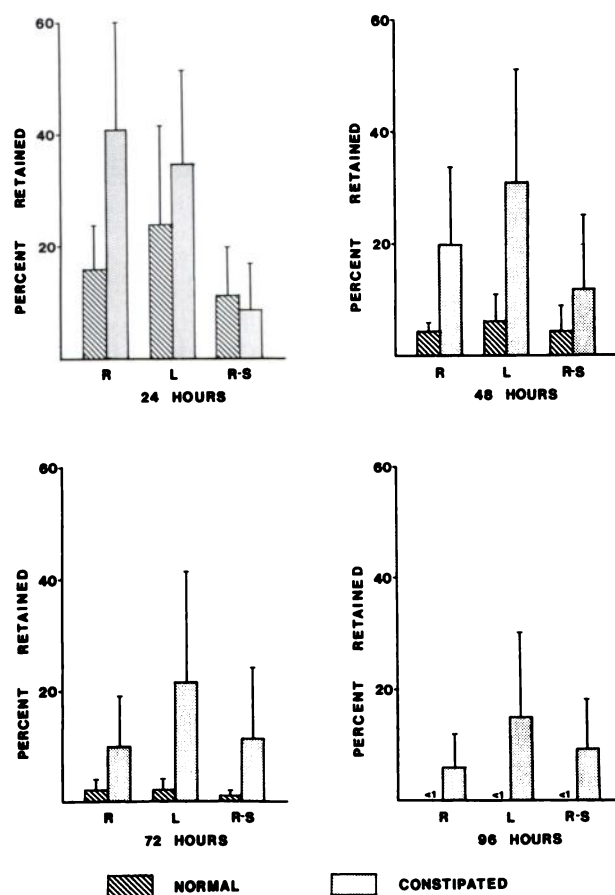 60
40
20
PERCENT RETAINED
R L R-S
24 HOURS
60
40
20
PERCENT RETAINED
R L R-S
48 HOURS
60
40
20
PERCENT RETAINED
R L R-S
72 HOURS
60
40
20
PERCENT RETAINED
<1 <1 <1
R L R-S
96 HOURS
NORMAL CONSTIPATED